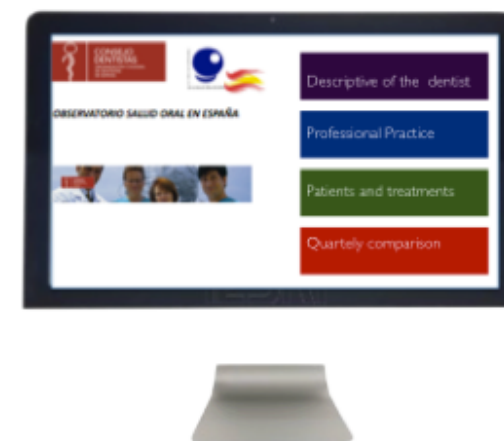 CONSEJO
DENTISTAS
OBSERVATORIO SALUD ORAL EN ESPAÑA
Descriptive of the dentist
Professional Practice
Patients and treatments
Quartely comparison